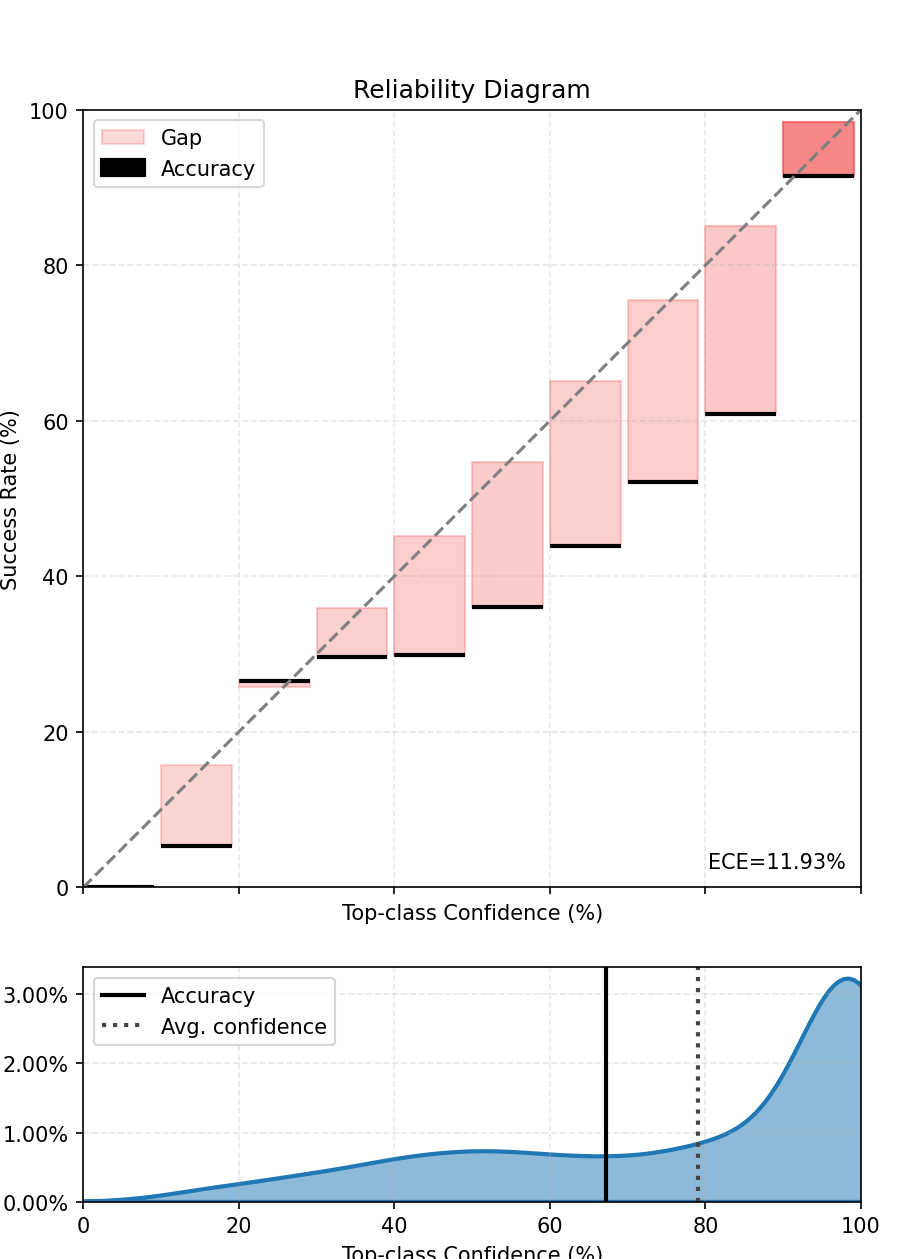 Reliability Diagram
100
80
60
40
20
0
Success Rate (%)
Gap
Accuracy
ECE=11.93%
Top-class Confidence (%)
3.00%
2.00%
1.00%
0.00%
Accuracy
Avg. confidence
0 20 40 60 80 100
Top-class Confidence (%)